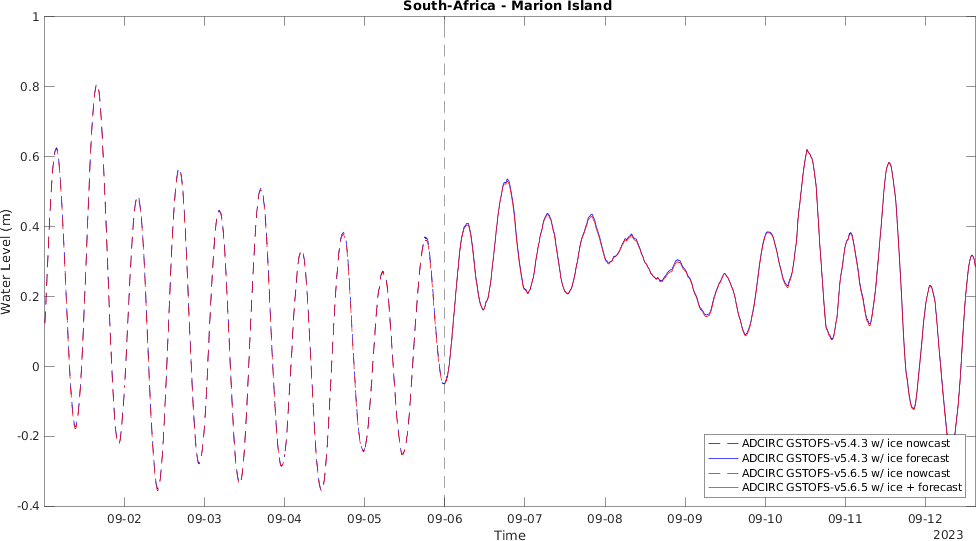 South-Africa - Marion Island
1
0.8
0.6
0.4
0.2
0
-0.2
-0.4
Water Level (m)
09-02 09-03 09-04 09-05 09-06 09-07 09-08 09-09 09-10 09-11 09-12
Time
2023
ADCIRC GSTOFS-v5.4.3 w/ ice nowcast
ADCIRC GSTOFS-v5.4.3 w/ ice forecast
ADCIRC GSTOFS-v5.6.5 w/ ice nowcast
ADCIRC GSTOFS-v5.6.5 w/ ice + forecast